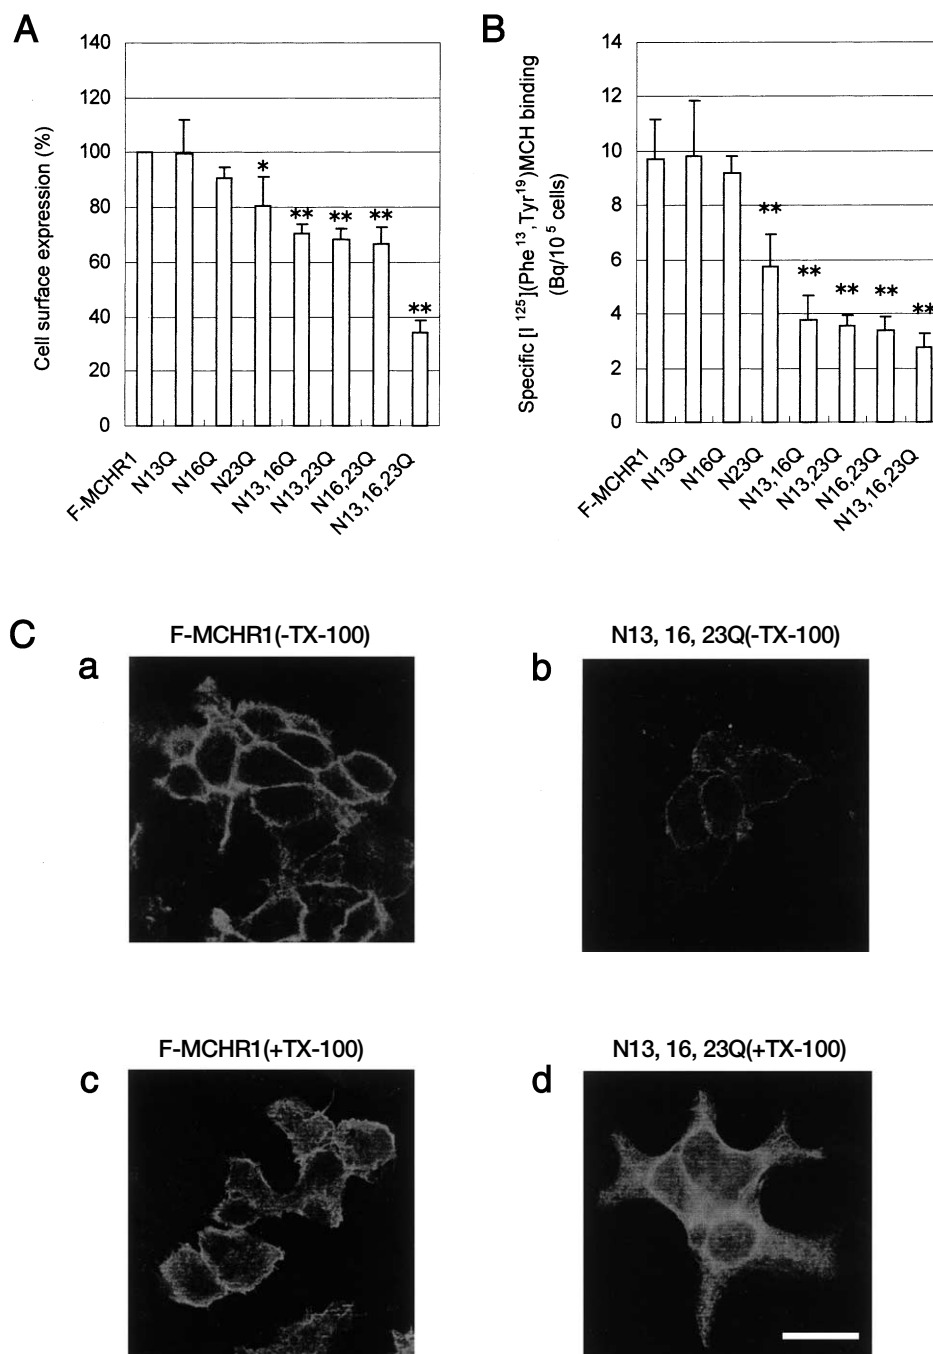 A
Cell surface expression (%)
140
120
100
80
60
40
20
0
*
**
**
**
**
F-MCHR1
N13Q
N16Q
N23Q
N13,16Q
N13,23Q
N16,23Q
N13,16,23Q
B
Specific [I 125](Phe13,Tyr19)MCH binding
(Bq/10 5 cells)
14
12
10
8
6
4
2
0
**
**
**
**
**
F-MCHR1
N13Q
N16Q
N23Q
N13,16Q
N13,23Q
N16,23Q
N13,16,23Q
C
F-MCHR1(-TX-100)
a
N13, 16, 23Q(-TX-100)
b
F-MCHR1(+TX-100)
c
N13, 16, 23Q(+TX-100)
d